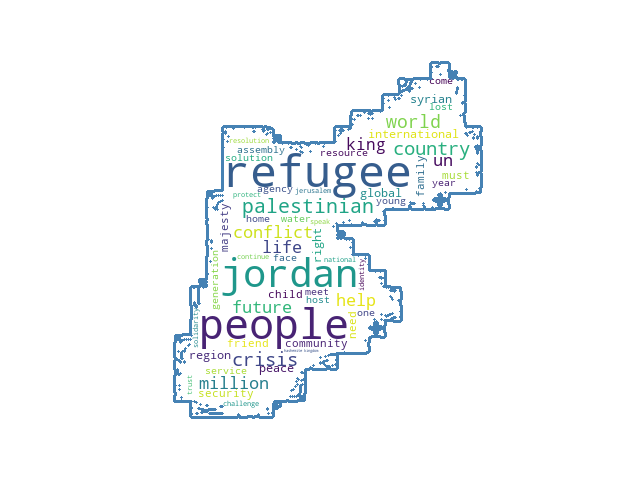 come
syrian
lost
world
international
resolution
king
country
assembly
resource
un
solution
refugee
family
must
agency
jerusalem
global
year
protect
young
palestinian
home
water
speak
majesty
conflict
right
life
continue
face
national
jordan
identity
generation
child
meet
future
host
help
solidarity
people
one
need
friend
community
region
crisis
peace
service
million
trust
security
challenge